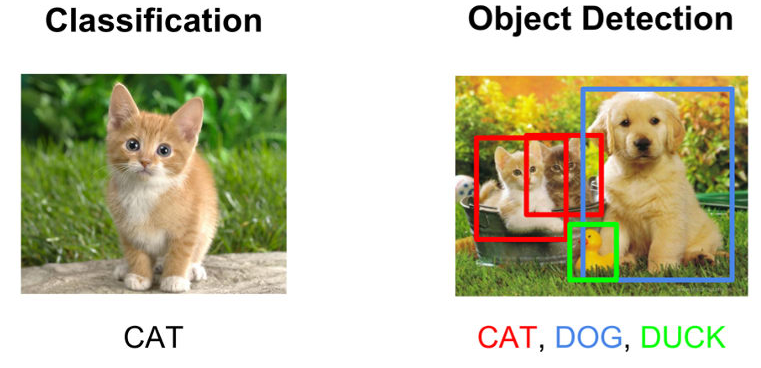 Classification
Object Detection
CAT
CAT, DOG, DUCK